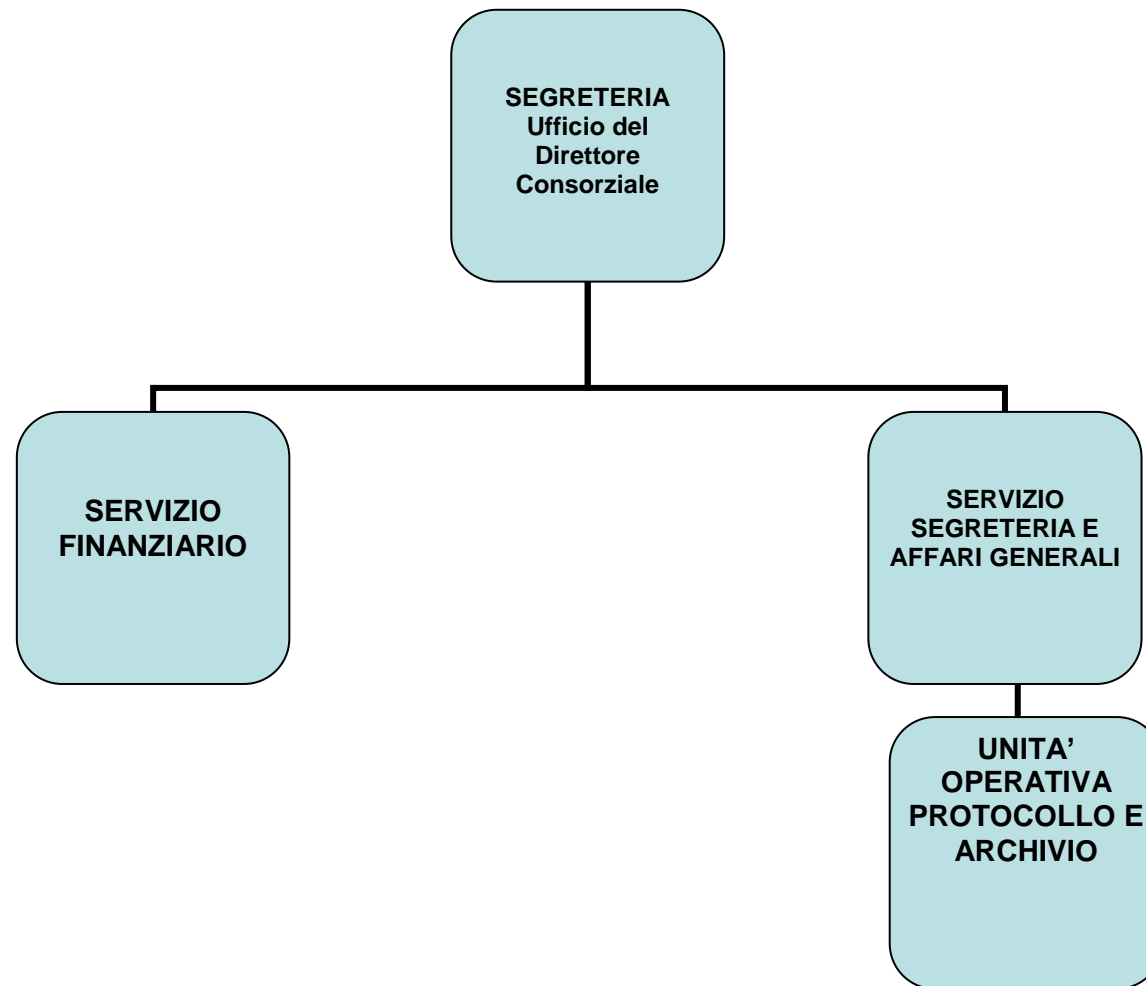 SEGRETERIA
Ufficio del
Direttore
Consorziale
SERVIZIO
FINANZIARIO
SERVIZIO
SEGRETERIA E
AFFARI GENERALI
UNITA’
OPERATIVA
PROTOCOLLO E
ARCHIVIO